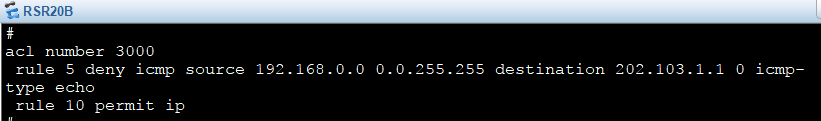 RSR20B
#
acl number 3000
 rule 5 deny icmp source 192.168.0.0 0.0.255.255 destination 202.103.1.1 0 icmp-
type echo
 rule 10 permit ip
#